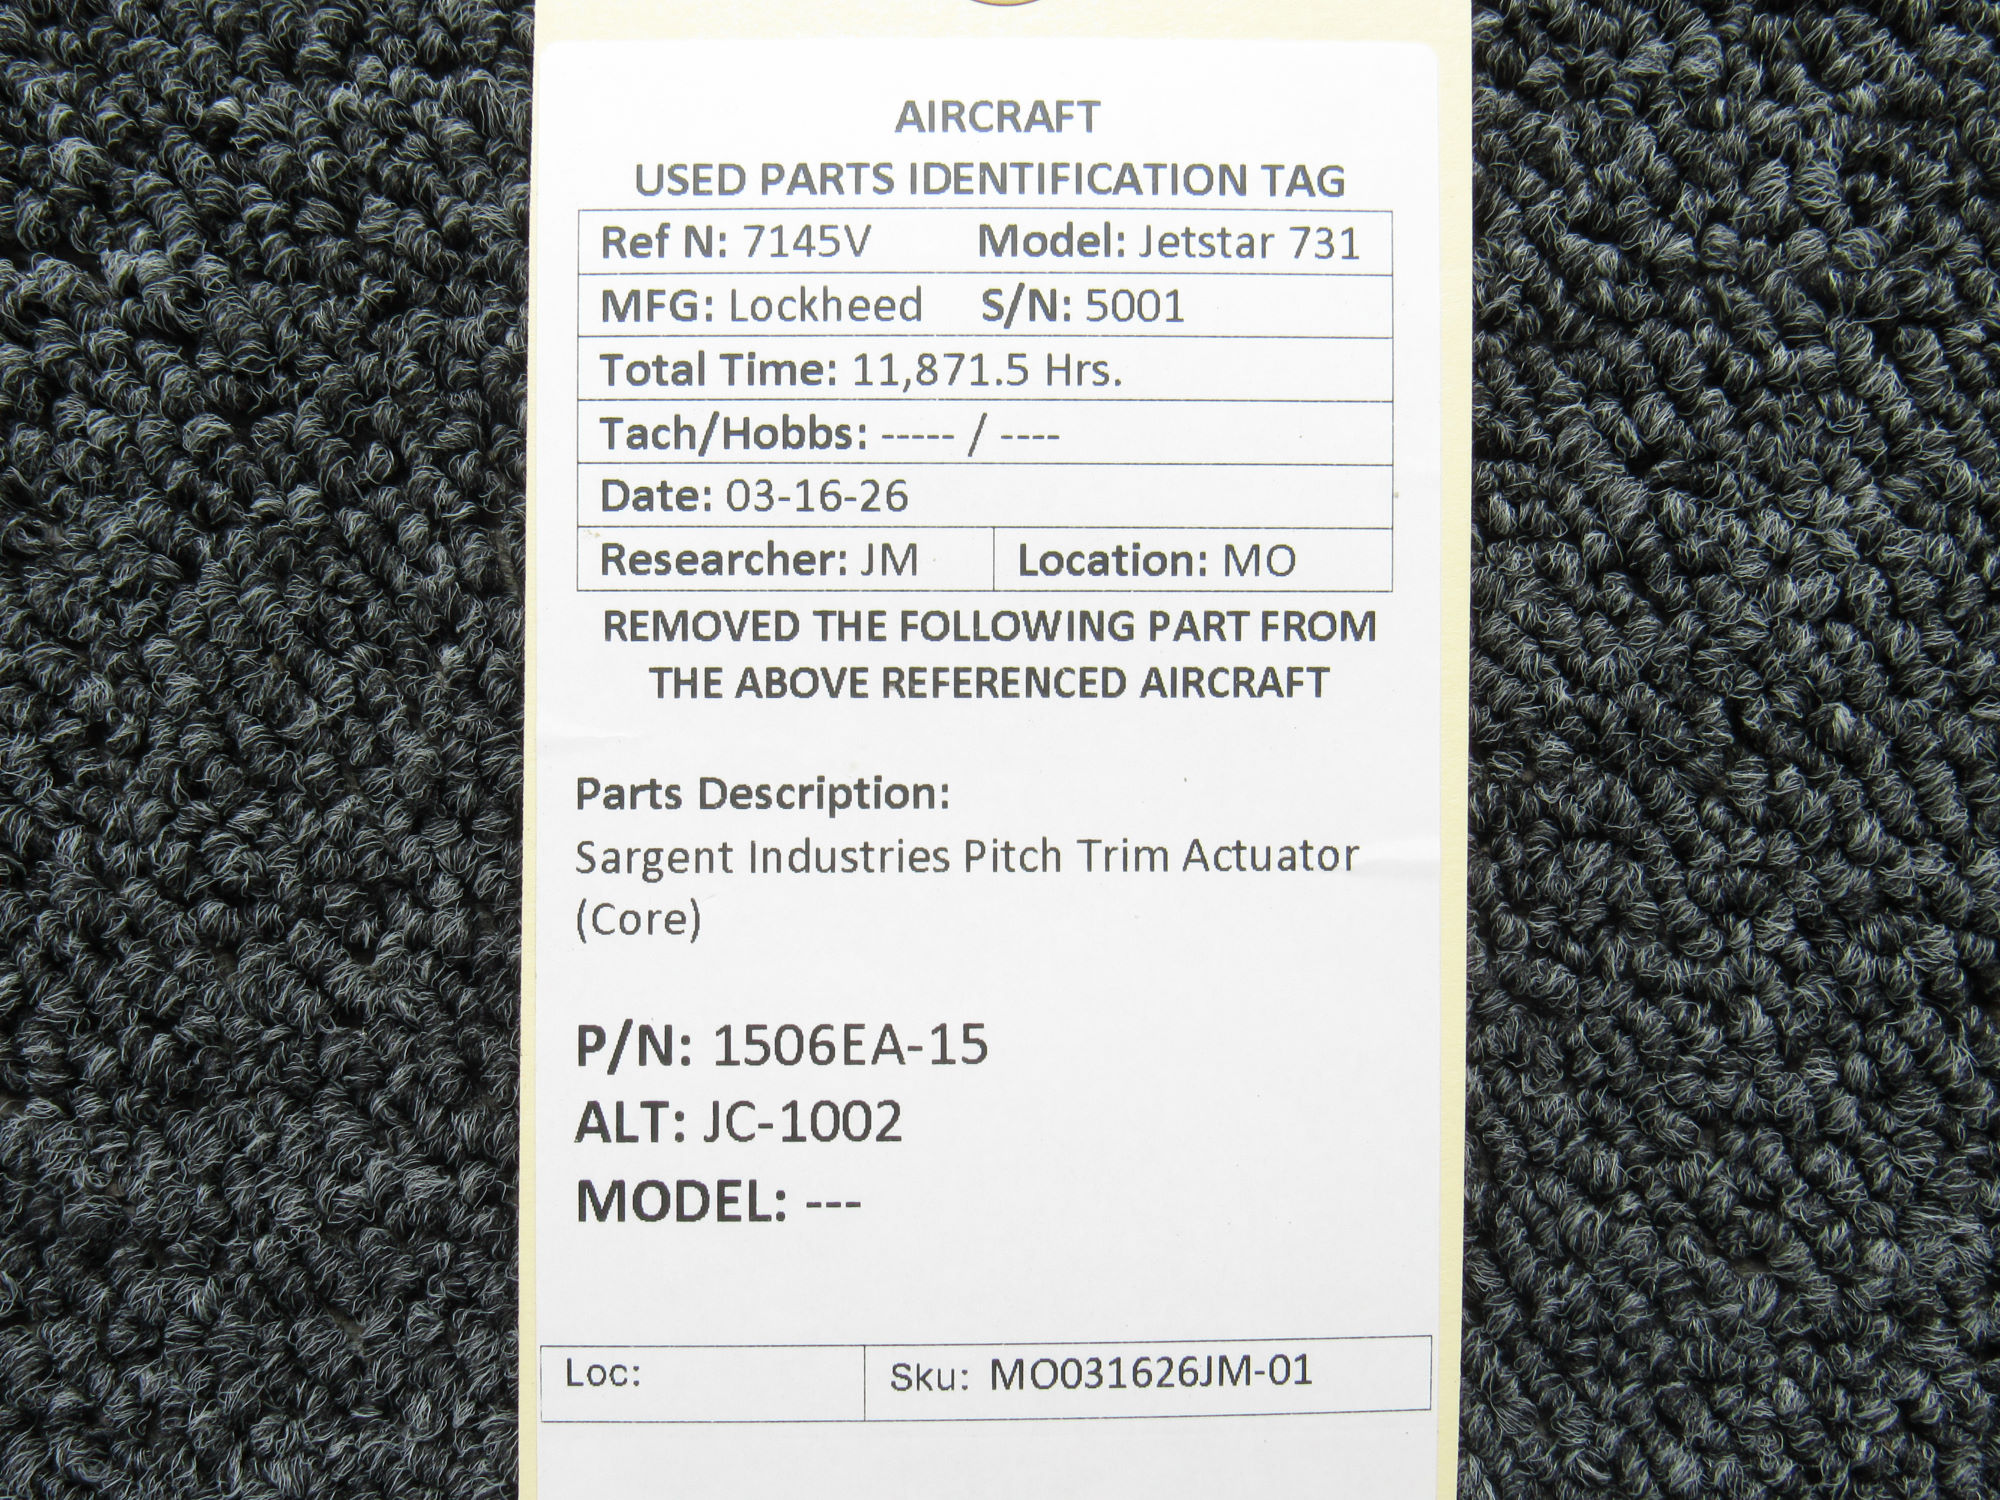 AIRCRAFT
USED PARTS IDENTIFICATION TAG
Ref N: 7145V Model: Jetstar 731
MFG: Lockheed S/N: 5001
Total Time: 11,871.5 Hrs.
Tach/Hobbs: ----- / ----
Date: 03-16-26
Researcher: JM Location: MO
REMOVED THE FOLLOWING PART FROM
THE ABOVE REFERENCED AIRCRAFT
Parts Description:
Sargent Industries Pitch Trim Actuator
(Core)
P/N: 1506EA-15
ALT: JC-1002
MODEL: ---
Loc: Sku: MO031626JM-01